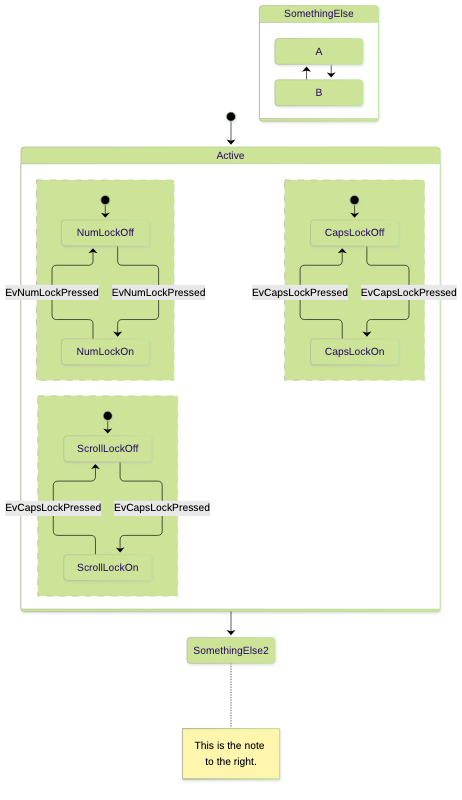 SomethingElse
A
B
Active
NumLockOff
EvNumLockPressed
EvNumLockPressed
NumLockOn
CapsLockOff
EvCapsLockPressed
EvCapsLockPressed
CapsLockOn
ScrollLockOff
EvCapsLockPressed
EvCapsLockPressed
ScrollLockOn
SomethingElse2
This is the note
to the right.